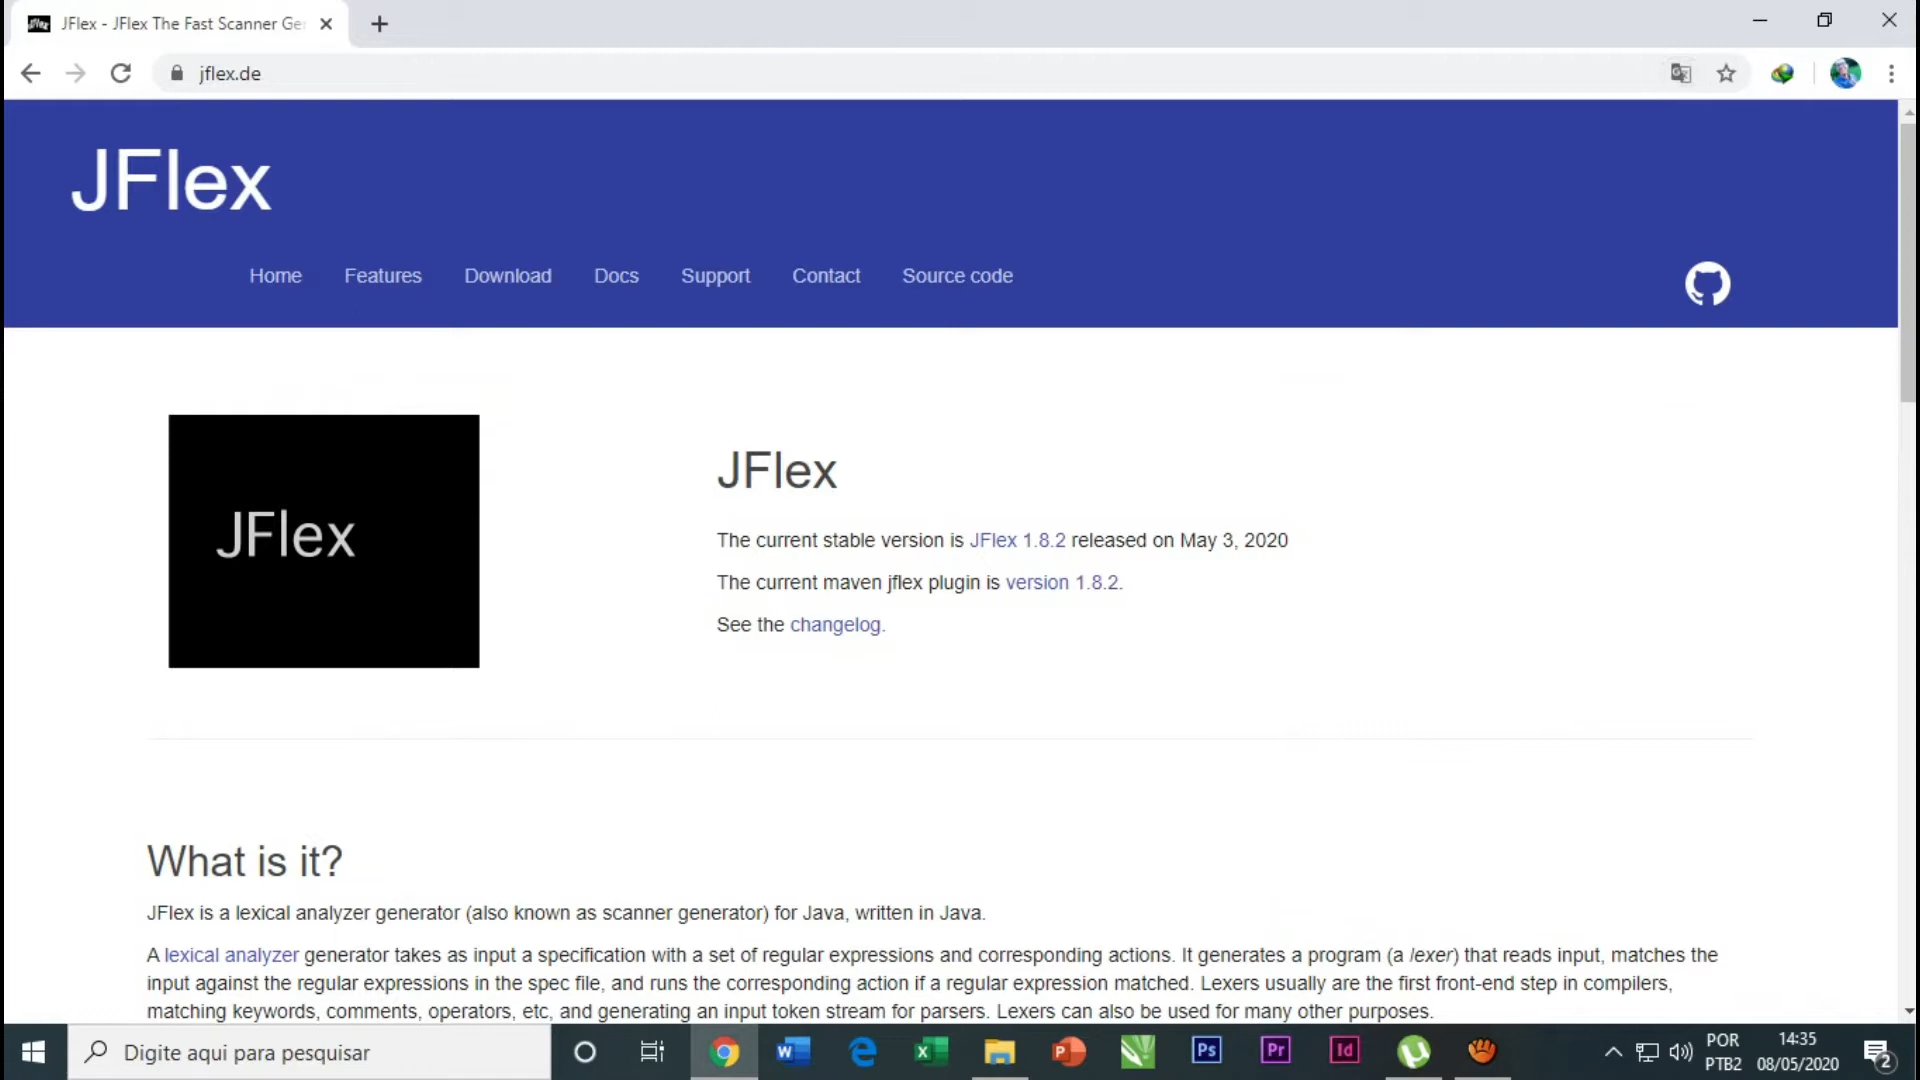 JFlex - JFlex The Fast Scanner Ge
jflex.de
JFlex
Home Features Download Docs Support Contact Source code
JFlex
JFlex
The current stable version is JFlex 1.8.2 released on May 3, 2020
The current maven jflex plugin is version 1.8.2.
See the changelog.
What is it?
JFlex is a lexical analyzer generator (also known as scanner generator) for Java, written in Java.
A lexical analyzer generator takes as input a specification with a set of regular expressions and corresponding actions. It generates a program (a lexer) that reads input, matches the
input against the regular expressions in the spec file, and runs the corresponding action if a regular expression matched. Lexers usually are the first front-end step in compilers,
matching keywords, comments, operators, etc, and generating an input token stream for parsers. Lexers can also be used for many other purposes.
Digite aqui para pesquisar
Ps
Pr
Id
POR
PTB2
14:35
08/05/2020
2